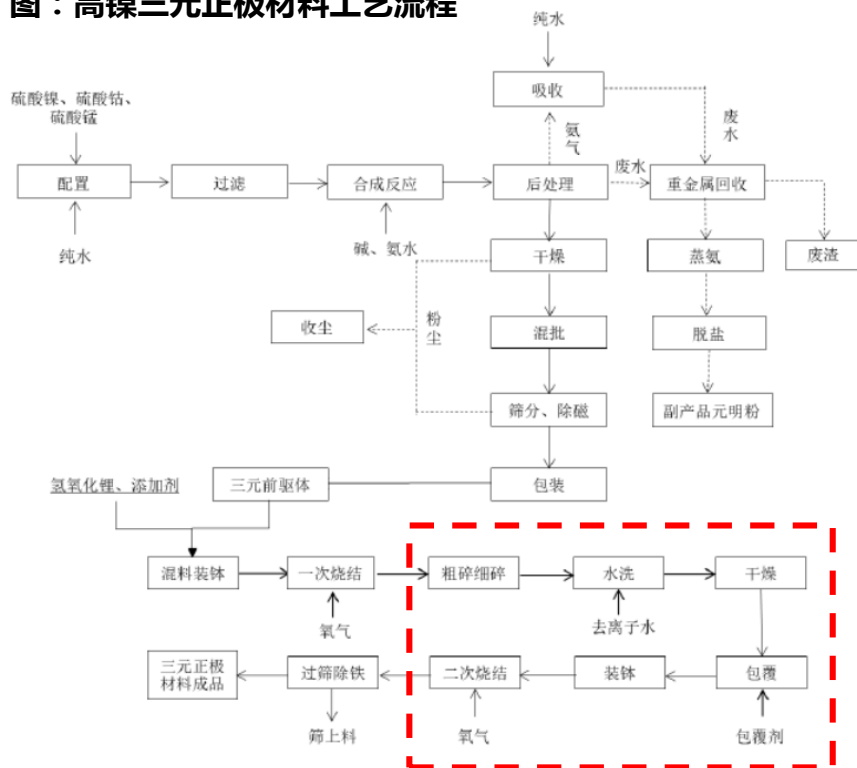 图：高镍三元正极材料工艺流程
纯水
吸收
硫酸镍、硫酸钴、
硫酸锰
氨
气
废
水
废水
配置
过滤
合成反应
后处理
重金属回收
纯水
碱、氨水
干燥
蒸氨
废渣
收尘
粉
尘
混批
脱盐
筛分、除磁
副产品元明粉
氢氧化锂、添加剂
三元前驱体
包装
混料装钵
一次烧结
粗碎细碎
水洗
干燥
氧气
去离子水
三元正极
材料成品
过筛除铁
二次烧结
装钵
包覆
筛上料
氧气
包覆剂